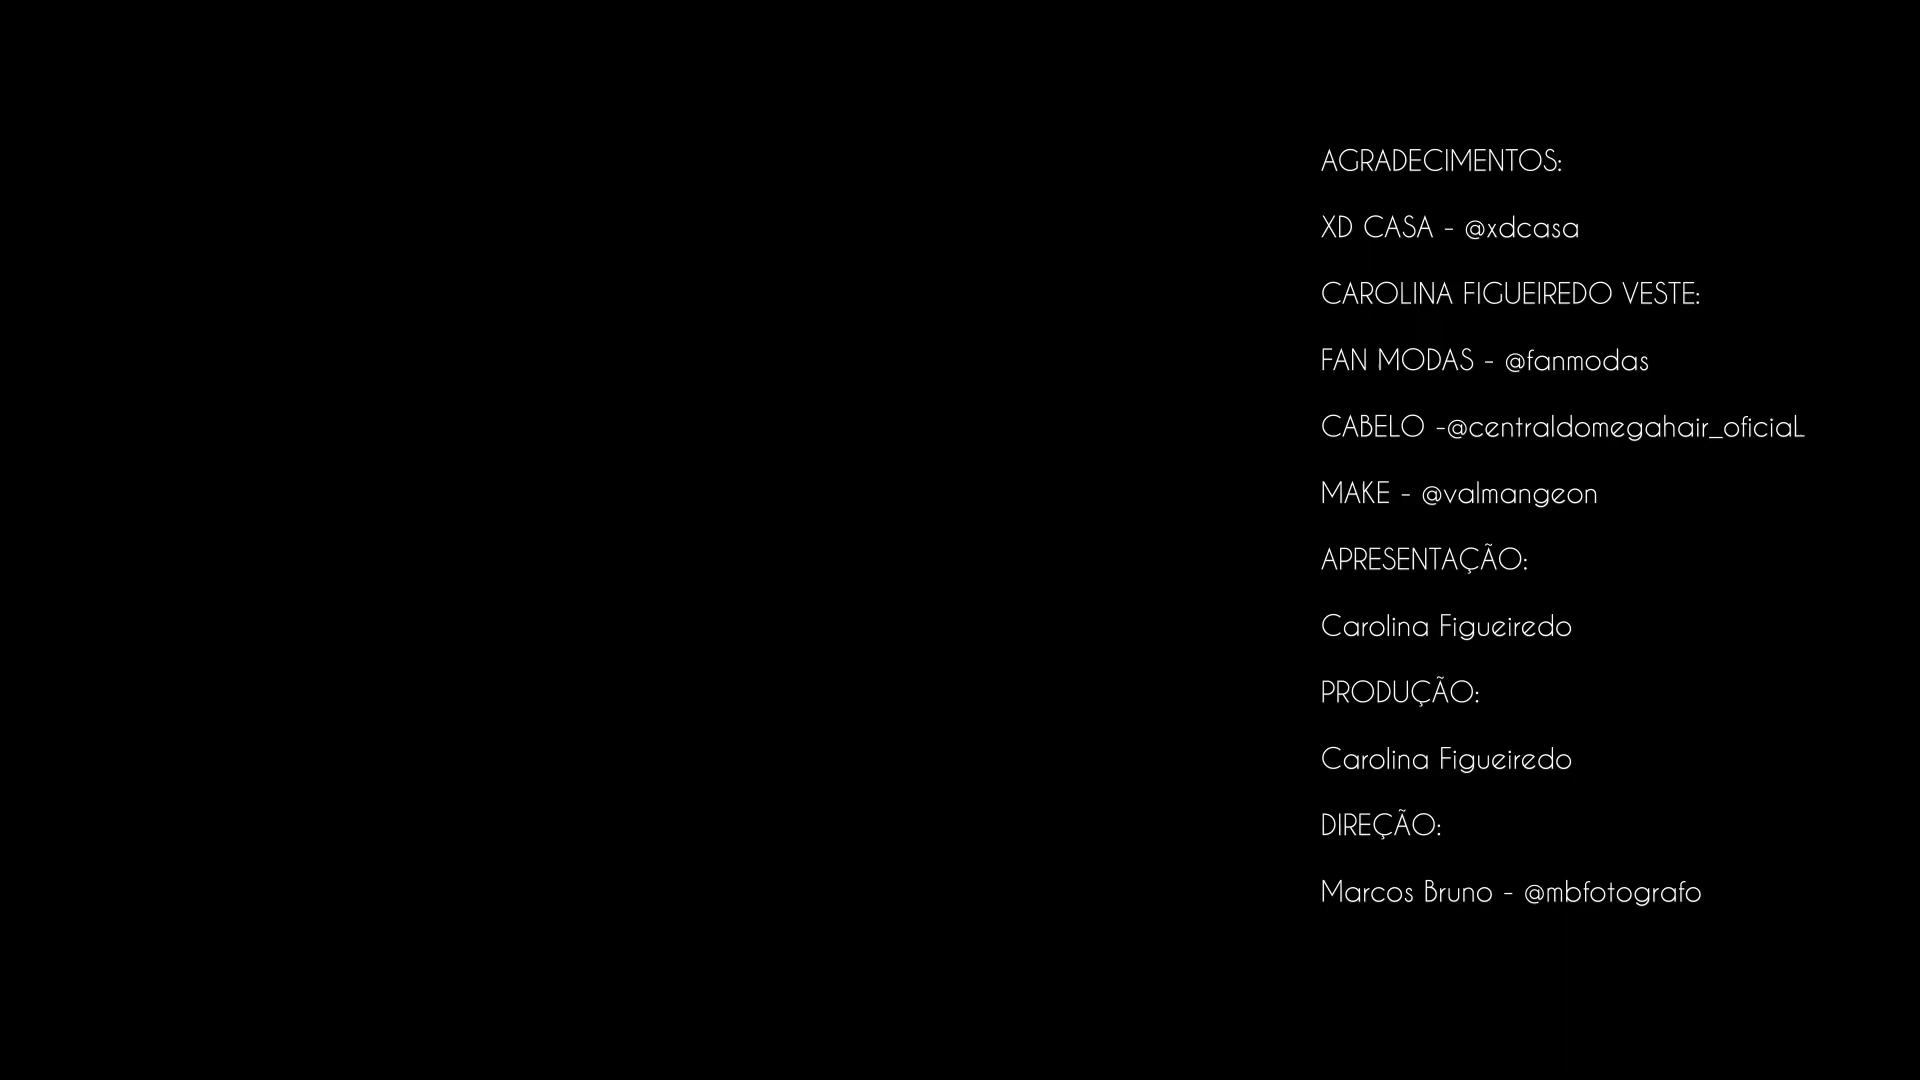 AGRADECIMENTOS:
XD CASA - @xdcasa
CAROLINA FIGUEIREDO VESTE:
FAN MODAS - @fanmodas
CABELO -@centraldomegahair_oficiaL
MAKE - @valmangeon
APRESENTAÇÃO:
Carolina Figueiredo
PRODUÇÃO:
Carolina Figueiredo
DIREÇÃO:
Marcos Bruno - @mbfotografo